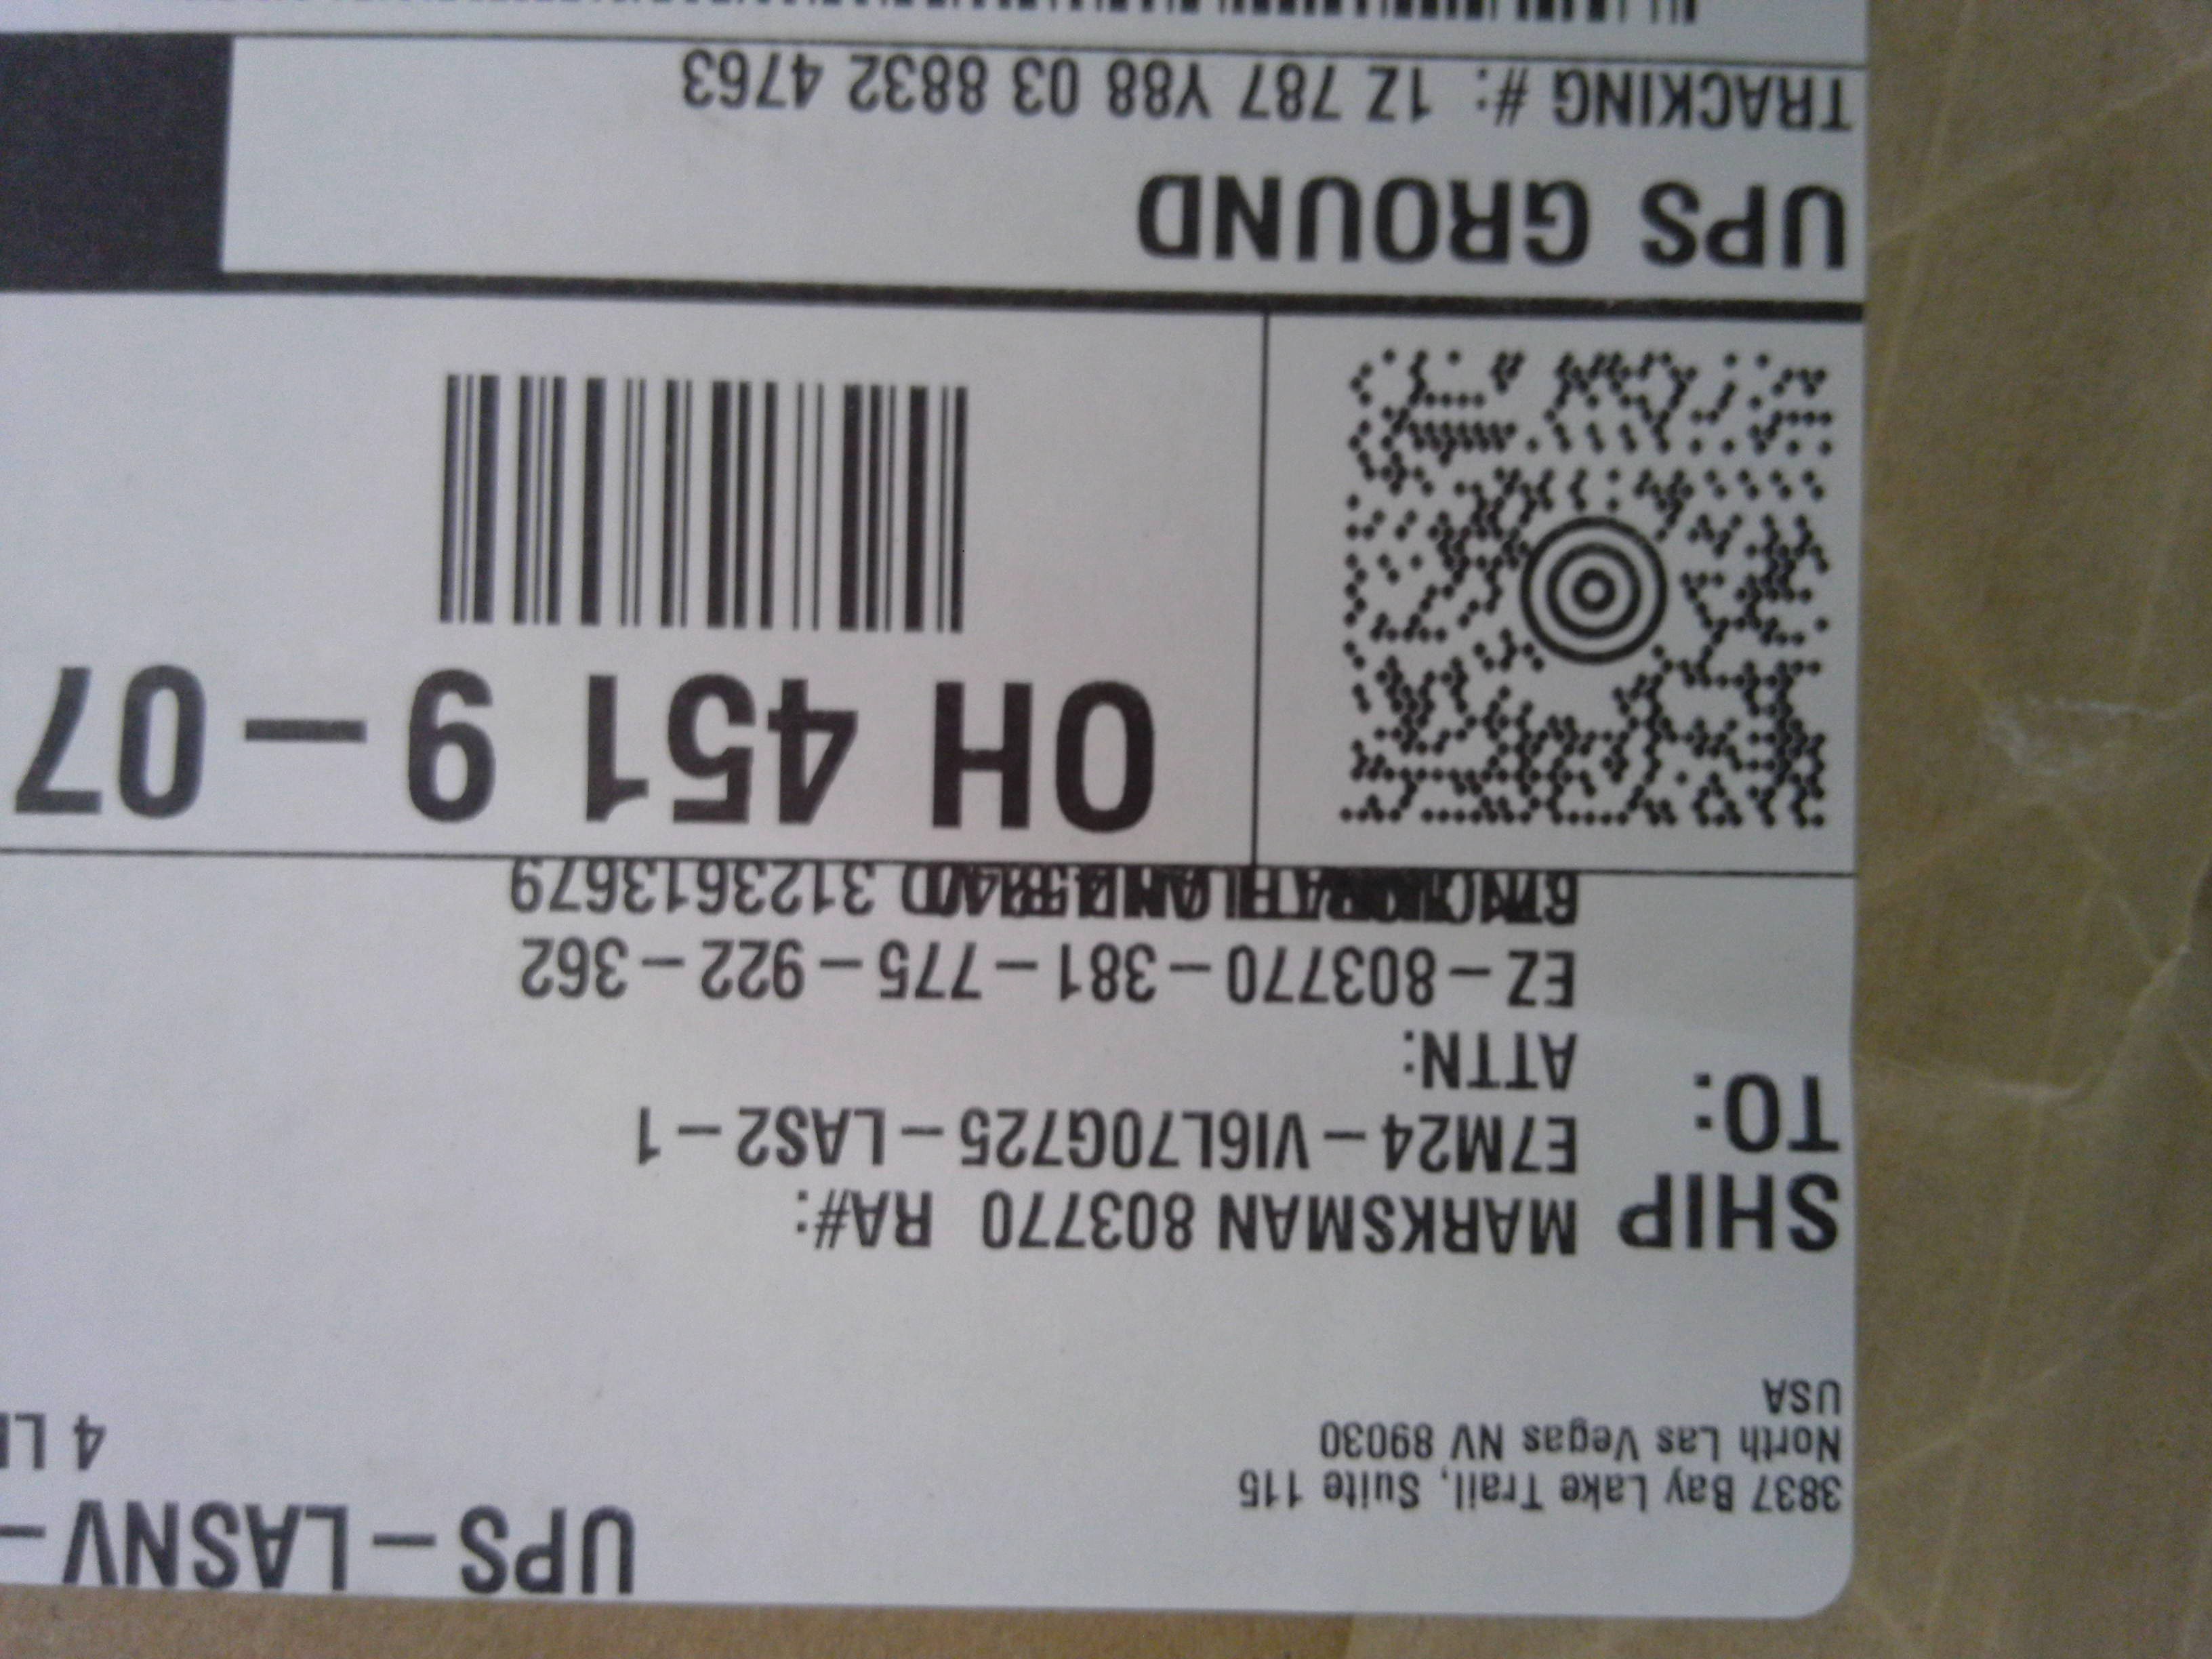 UPS - LASNV -
3837 Bay Lake Trail, Suite 115
4
North Las Vegas NV 89030
USA
SHIP TO:
MARKSMAN 803770 RA#:
E7M24 - VI6L70G725 - LAS2 - 1
ATTN:
EZ - 803770 - 381 - 775 - 922 - 362
3123613679
OH 451 9 - 07
UPS GROUND
TRACKING #: 1Z 787 Y88 03 8832 4763